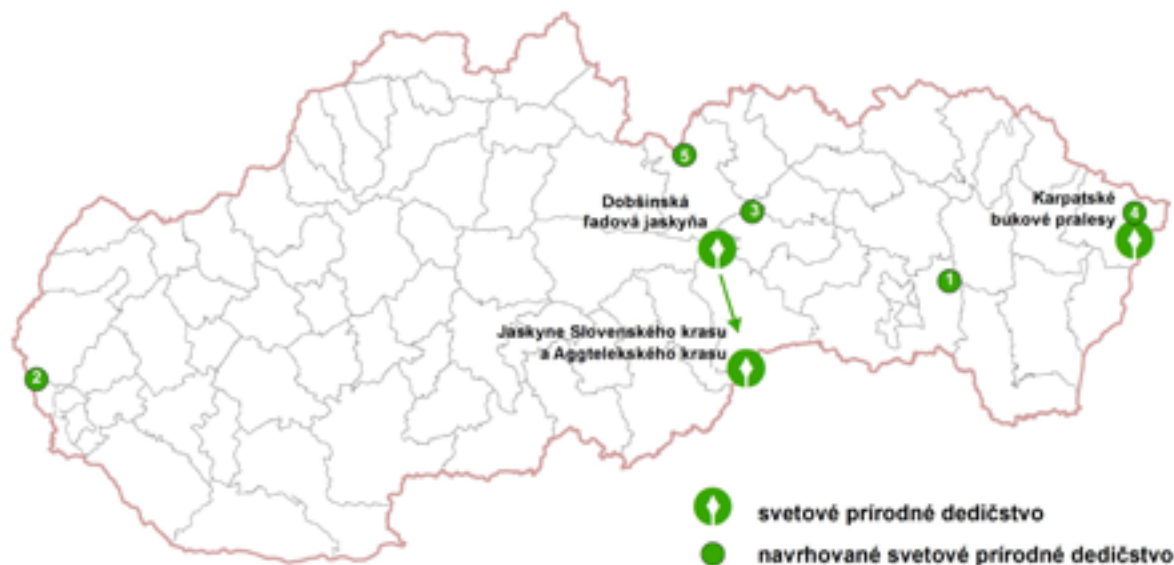 5
Dobšinská
ľadová jaskyňa
3
Karpatské
bukové pralesy
4
1
Jaskyne Slovenského krasu
a Aggtelekského krasu
2
svetové prírodné dedičstvo
navrhované svetové prírodné dedičstvo